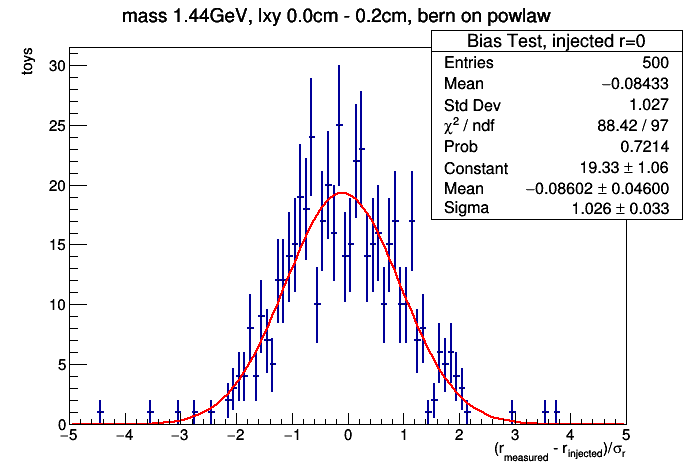 mass 1.44GeV, lxy 0.0cm - 0.2cm, bern on powlaw
Bias Test, injected r=0
Entries 500
Mean −0.08433
Std Dev 1.027
χ² / ndf 88.42 / 97
Prob 0.7214
Constant 19.33 ± 1.06
Mean −0.08602 ± 0.04600
Sigma 1.026 ± 0.033
toys
30
25
20
15
10
5
0
−5 −4 −3 −2 −1 0 1 2 3 4 5
(r_measured - r_injected)/σ_r